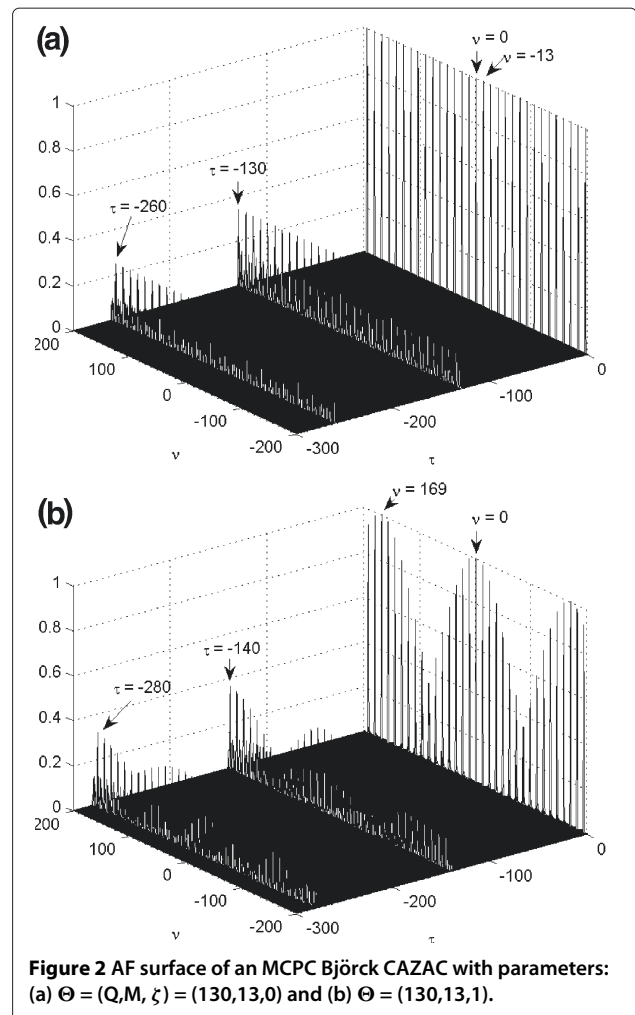 (a)
ν = 0
ν = -13
1
0.8
τ = -130
0.6
τ = -260
0.4
0.2
0
200
100
0
-100
-200
ν
-300
-200
-100
0
τ
(b)
ν = 169
ν = 0
1
0.8
τ = -140
0.6
τ = -280
0.4
0.2
0
200
100
0
-100
-200
ν
-300
-200
-100
0
τ
Figure 2 AF surface of an MCPC Björck CAZAC with parameters:
(a) Θ = (Q,M, ζ) = (130,13,0) and (b) Θ = (130,13,1).